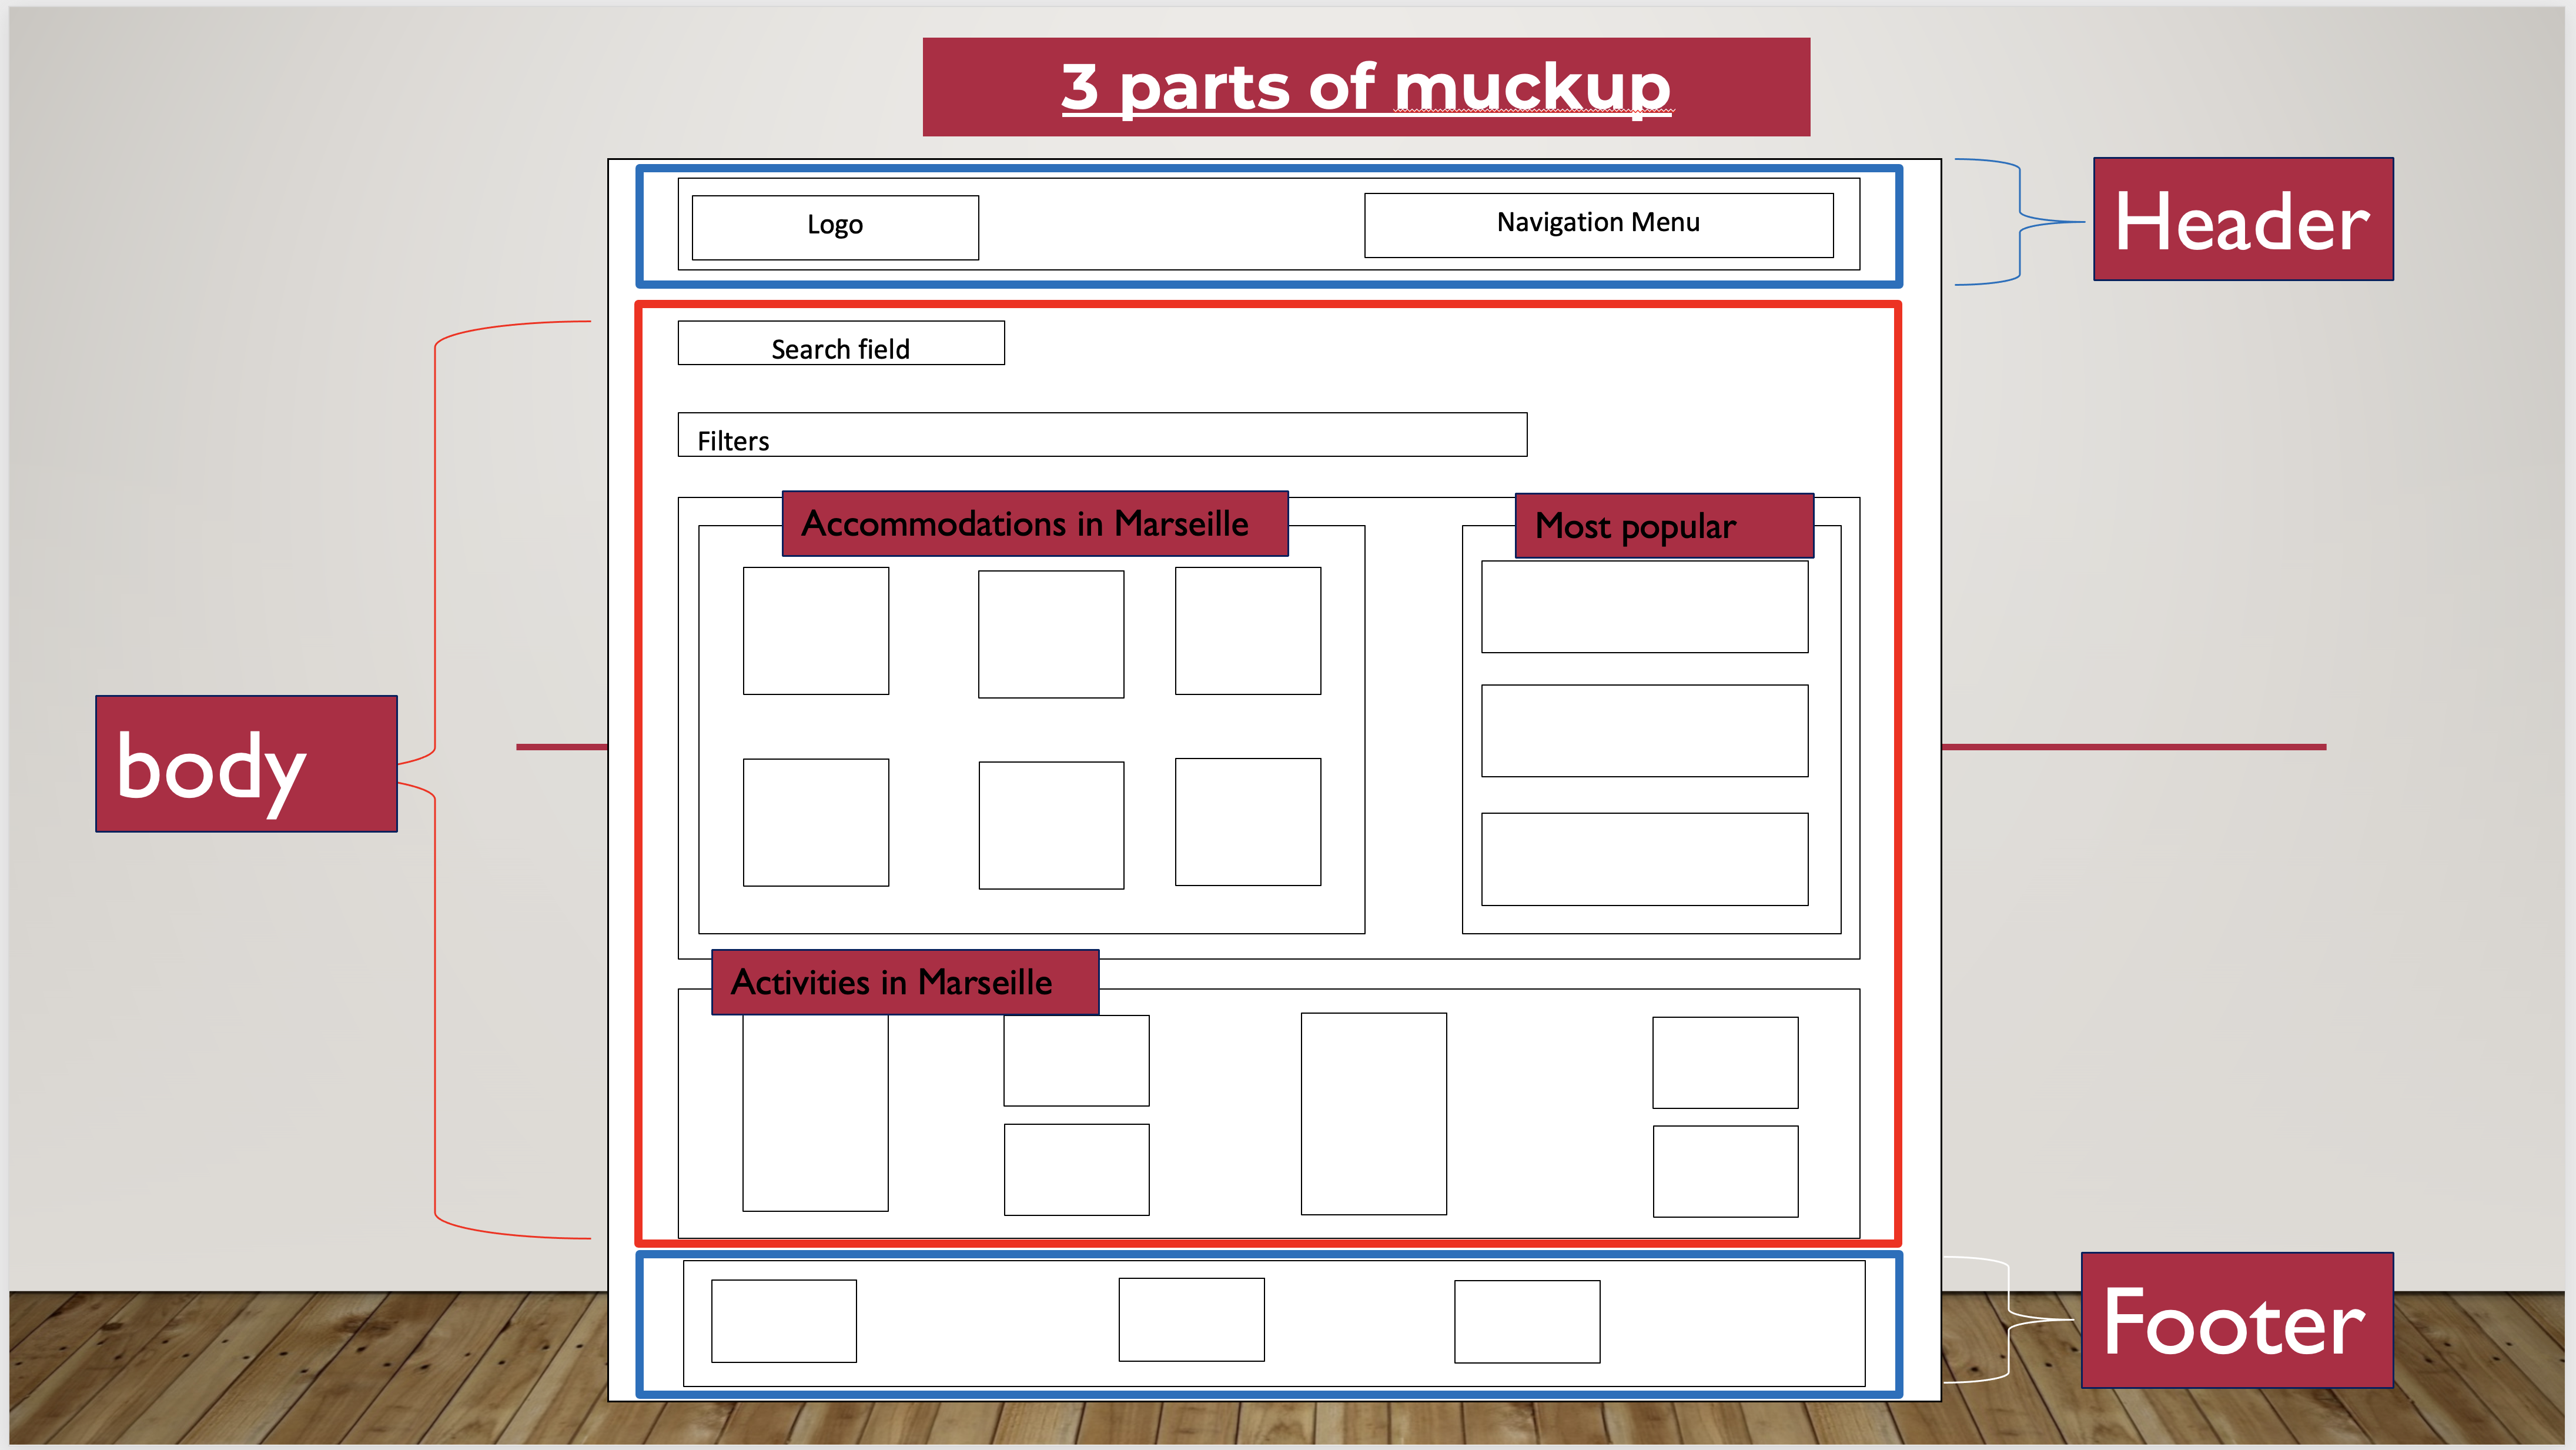 3 parts of muckup
Logo
Navigation Menu
Header
Search field
Filters
Accommodations in Marseille
Most popular
body
Activities in Marseille
Footer